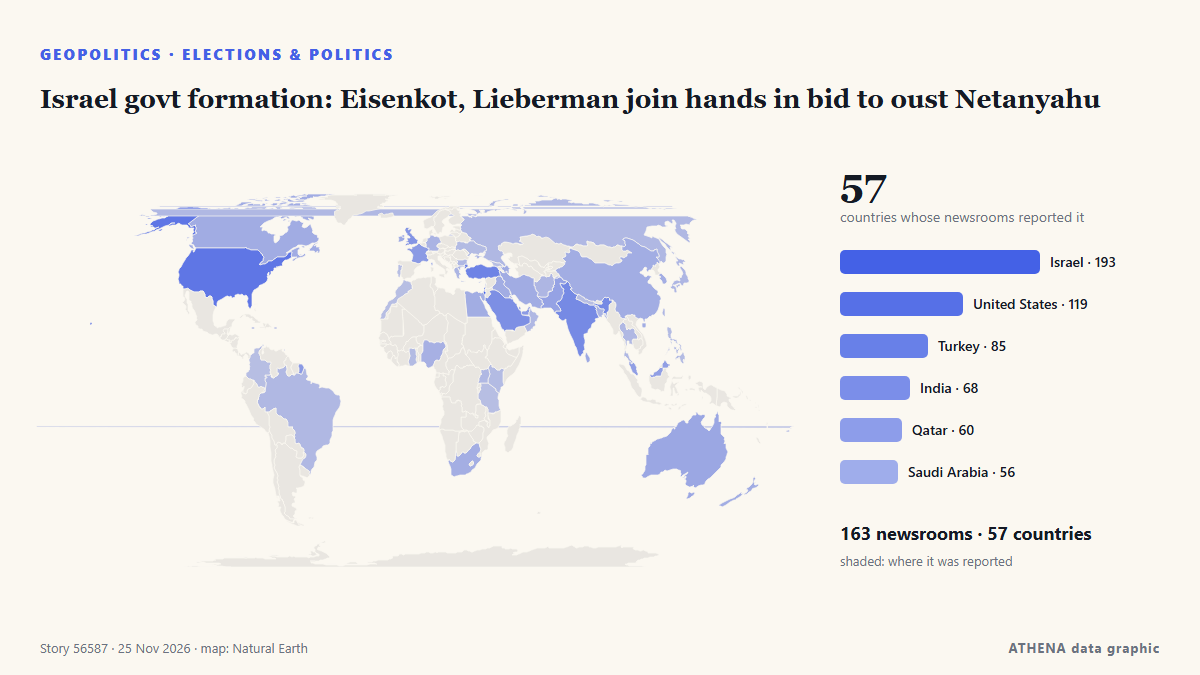 GEOPOLITICS · ELECTIONS & POLITICS
Israel govt formation: Eisenkot, Lieberman join hands in bid to oust Netanyahu
57
countries whose newsrooms reported it
Israel · 193
United States · 119
Turkey · 85
India · 68
Qatar · 60
Saudi Arabia · 56
163 newsrooms · 57 countries
shaded: where it was reported
Story 56587 · 25 Nov 2026 · map: Natural Earth
ATHENA data graphic